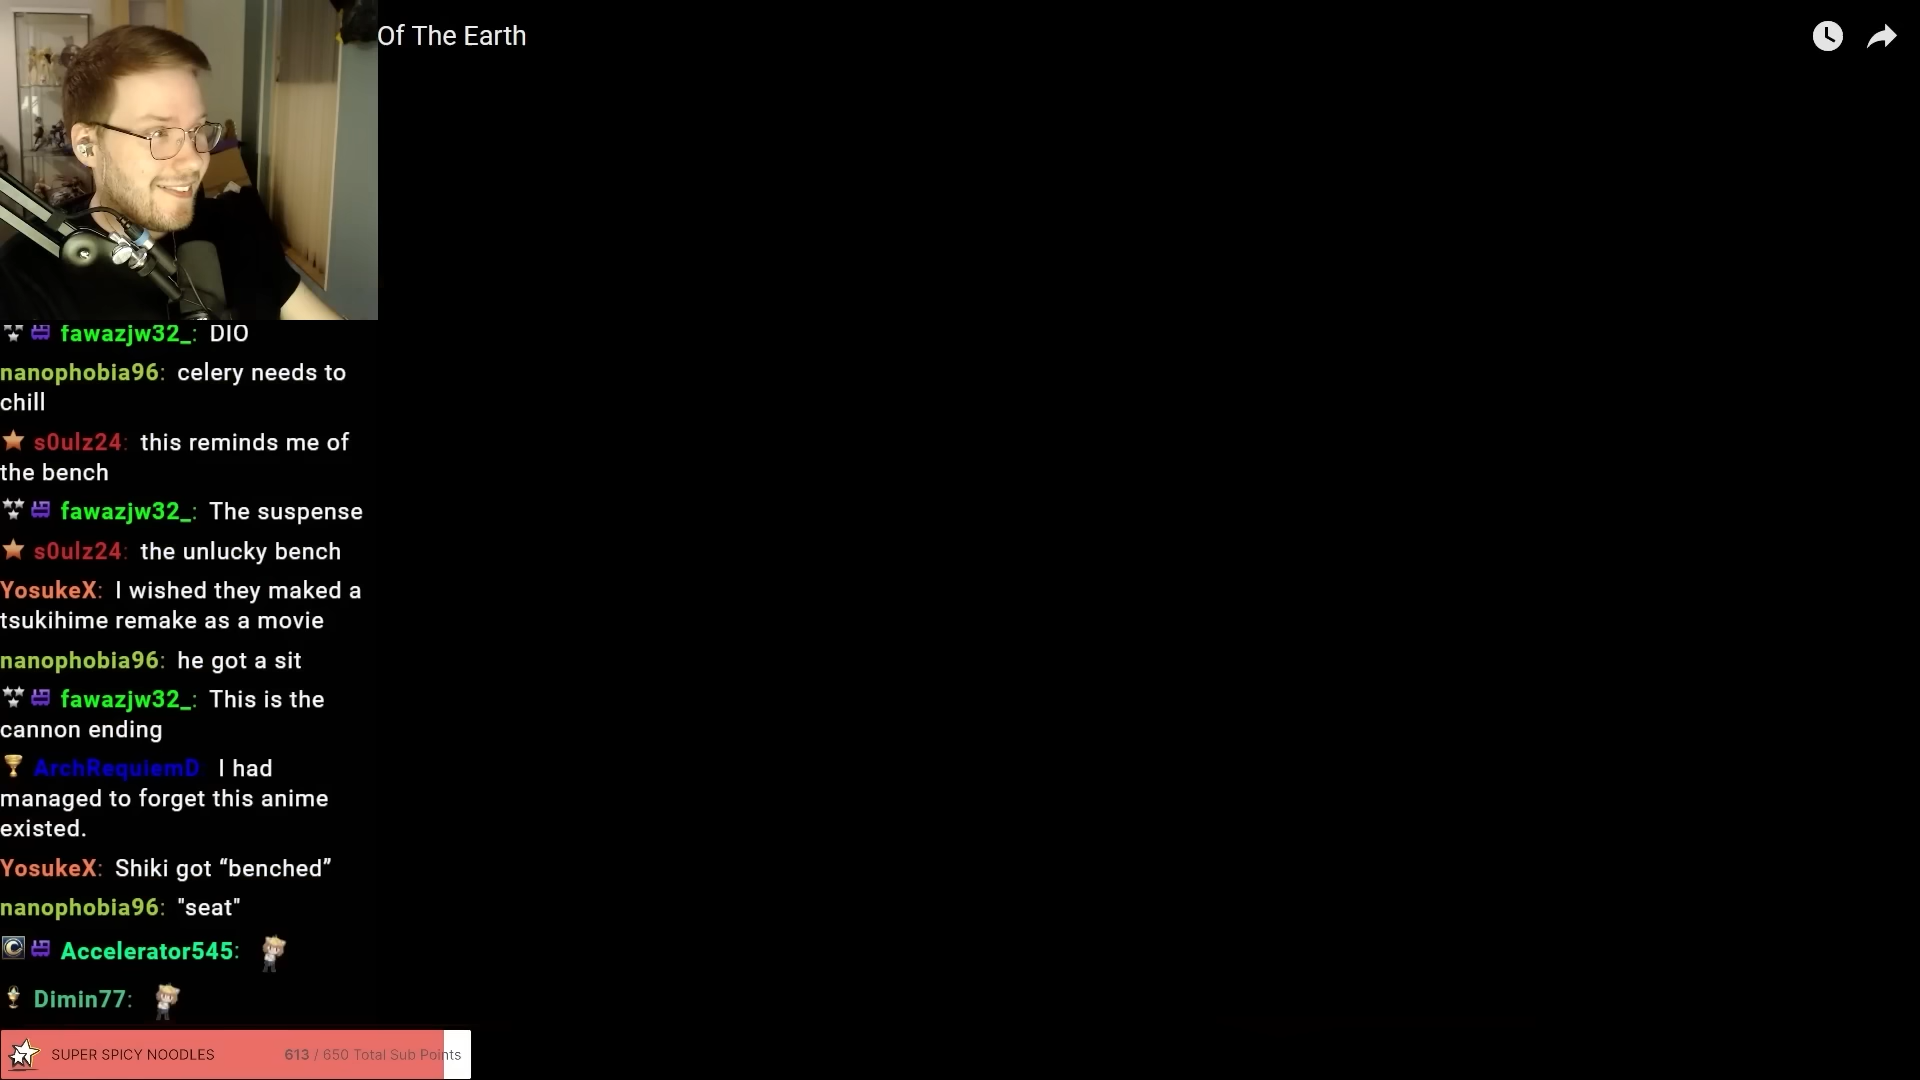 Of The Earth
fawazjw32_: DIO
nanophobia96: celery needs to
chill
s0ulz24: this reminds me of
the bench
fawazjw32_: The suspense
s0ulz24: the unlucky bench
YosukeX: I wished they maked a
tsukihime remake as a movie
nanophobia96: he got a sit
fawazjw32_: This is the
cannon ending
ArchRequiemD: I had
managed to forget this anime
existed.
YosukeX: Shiki got “benched”
nanophobia96: "seat"
Accelerator545:
Dimin77:
SUPER SPICY NOODLES 613 / 650 Total Sub Points